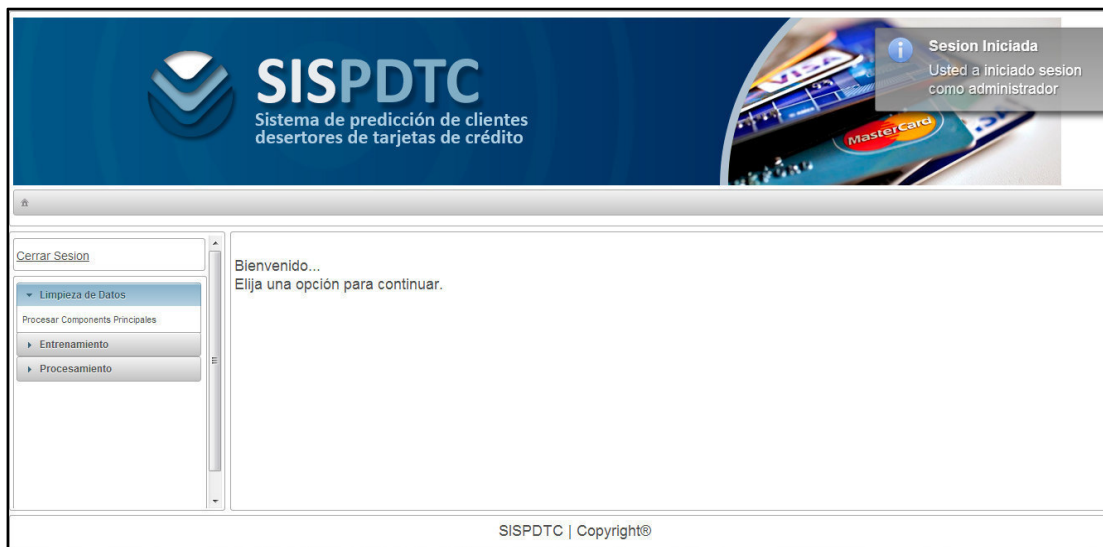 SISPDTC
Sistema de predicción de clientes
desertores de tarjetas de crédito
VISA
MasterCard
Sesion Iniciada
Usted a iniciado sesion
como administrador
Cerrar Sesion
Limpieza de Datos
Procesar Components Principales
Entrenamiento
Procesamiento
Bienvenido...
Elija una opción para continuar.
SISPDTC | Copyright®